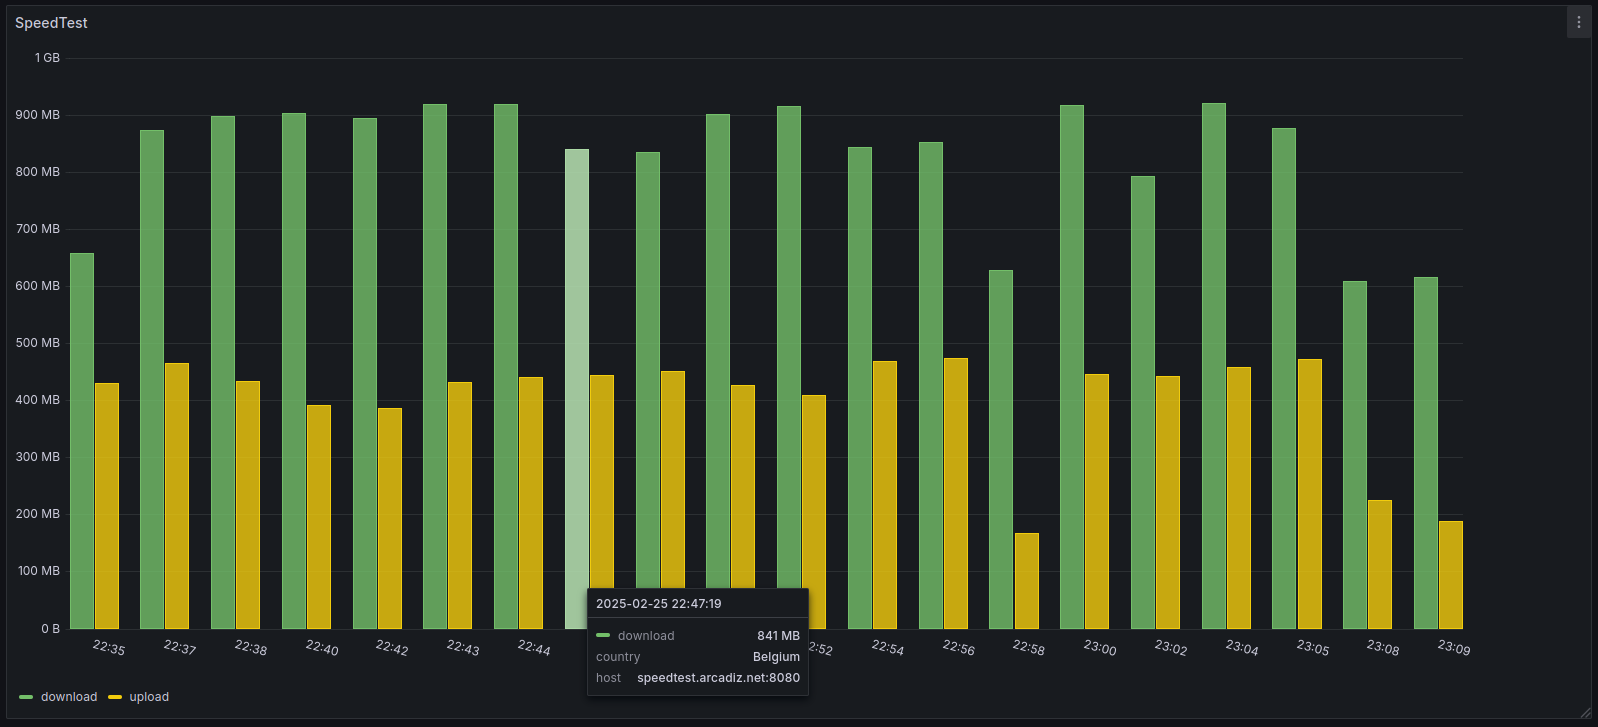 SpeedTest
1 GB
900 MB
800 MB
700 MB
600 MB
500 MB
400 MB
300 MB
200 MB
100 MB
0 B
22:35 22:37 22:38 22:40 22:42 22:43 22:44 2:52 22:54 22:56 22:58 23:00 23:02 23:04 23:05 23:08 23:09
2025-02-25 22:47:19
download 841 MB
country Belgium
host speedtest.arcadiz.net:8080
download upload